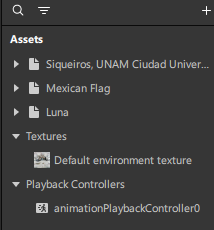 Assets
Siqueiros, UNAM Ciudad Univer...
Mexican Flag
Luna
Textures
Default environment texture
Playback Controllers
animationPlaybackController0